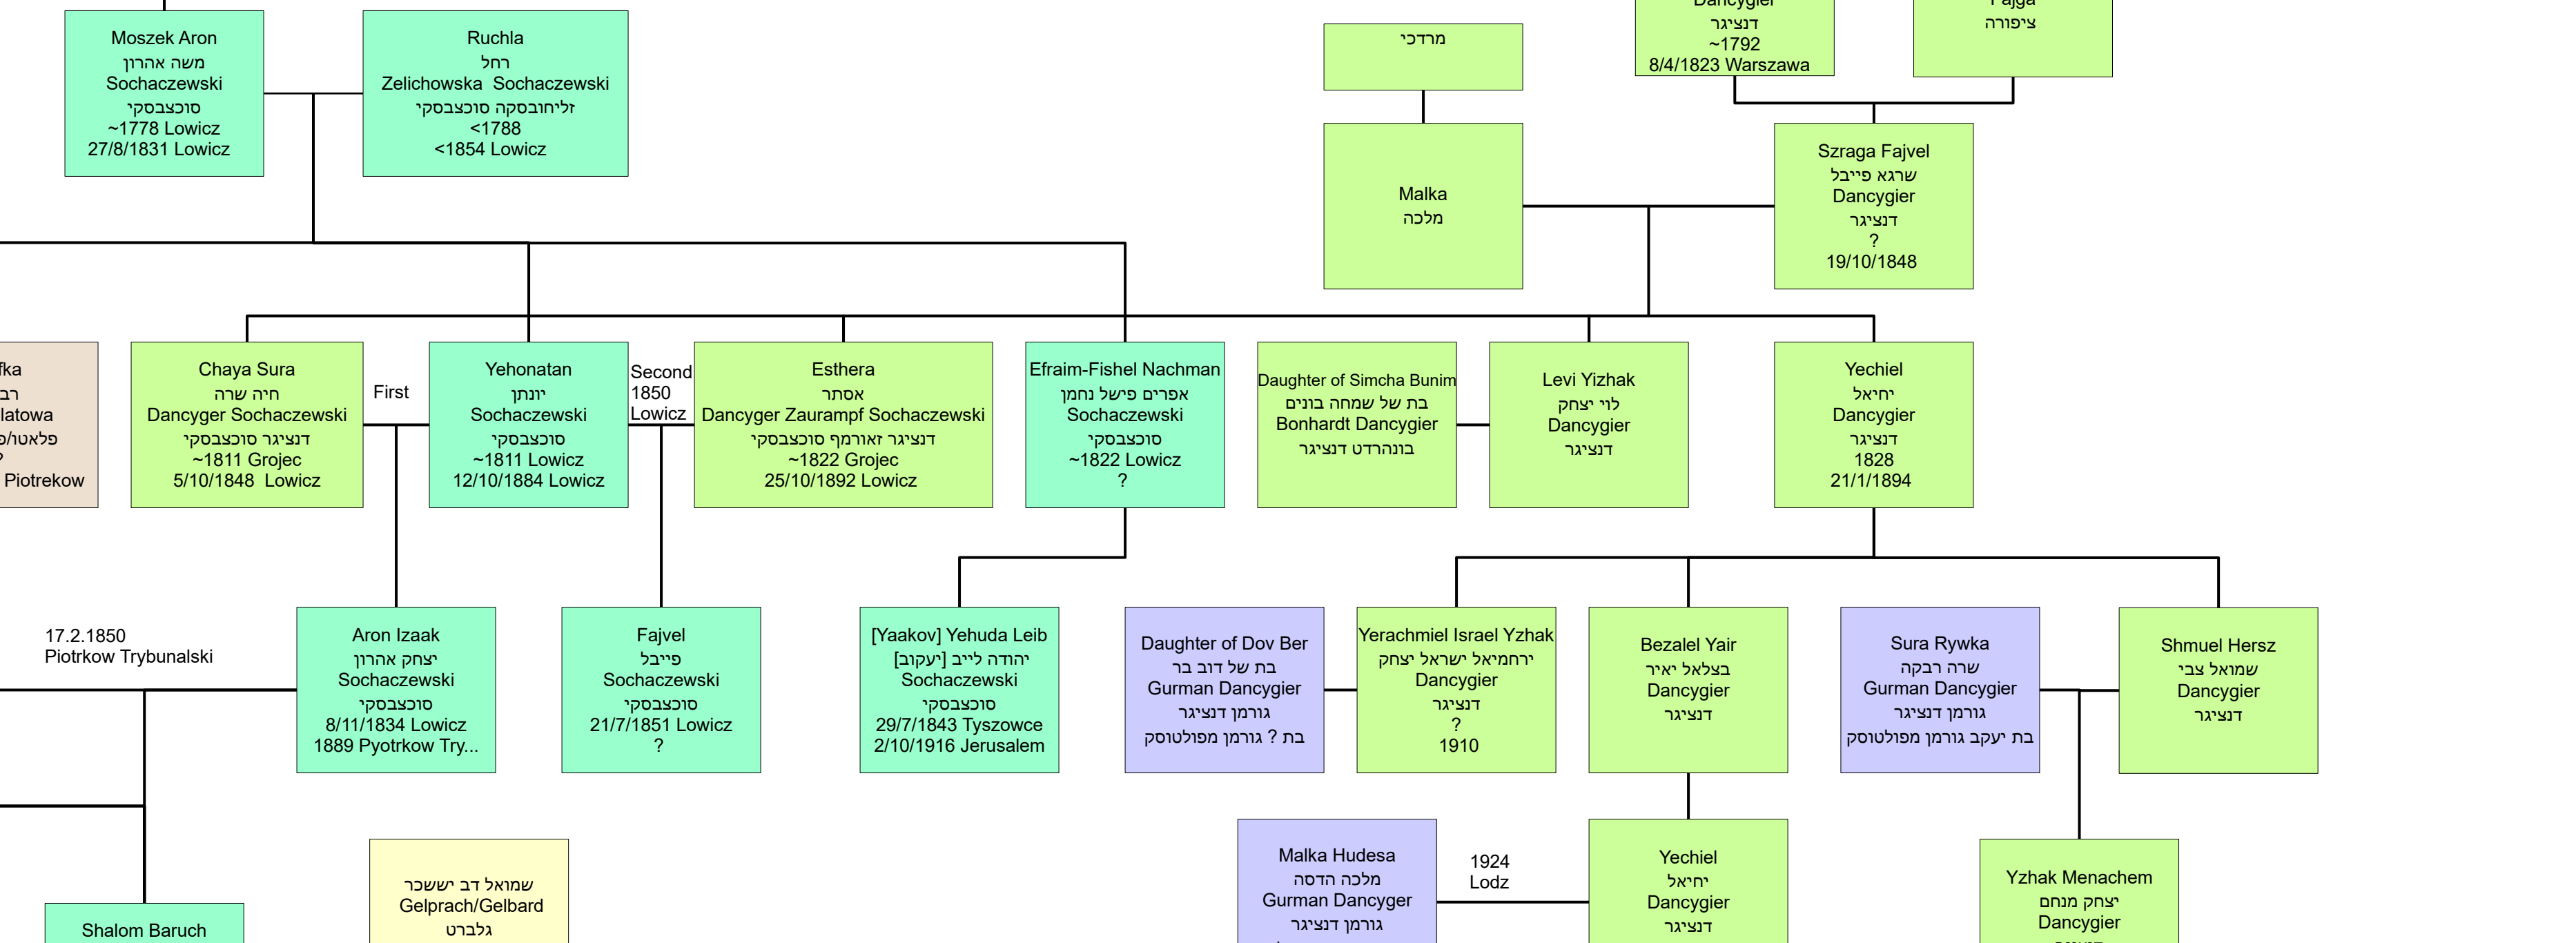 Moszek Aron
משה אהרון
Sochaczewski
סוכצבסקי
~1778 Lowicz
27/8/1831 Lowicz
Ruchla
רחל
Zelichowska  Sochaczewski
זליחובסקה סוכצבסקי
<1788
<1854 Lowicz
מרדכי
Dancygier
דנציגר
~1792
8/4/1823 Warszawa
Fajga
ציפורה
Malka
מלכה
Szraga Fajvel
שרגא פייבל
Dancygier
דנציגר
?
19/10/1848
fka
רב
latowa
פלאטו/פ
?
Piotrekow
Chaya Sura
חיה שרה
Dancyger Sochaczewski
דנציגר סוכצבסקי
~1811 Grojec
5/10/1848  Lowicz
First
Yehonatan
יונתן
Sochaczewski
סוכצבסקי
~1811 Lowicz
12/10/1884 Lowicz
Second
1850
Lowicz
Esthera
אסתר
Dancyger Zaurampf Sochaczewski
דנציגר זאורמף סוכצבסקי
~1822 Grojec
25/10/1892 Lowicz
Efraim-Fishel Nachman
אפרים פישל נחמן
Sochaczewski
סוכצבסקי
~1822 Lowicz
?
Daughter of Simcha Bunim
בת של שמחה בונים
Bonhardt Dancygier
בונהרדט דנציגר
Levi Yizhak
לוי יצחק
Dancygier
דנציגר
Yechiel
יחיאל
Dancygier
דנציגר
1828
21/1/1894
17.2.1850
Piotrkow Trybunalski
Aron Izaak
יצחק אהרון
Sochaczewski
סוכצבסקי
8/11/1834 Lowicz
1889 Pyotrkow Try...
Fajvel
פייבל
Sochaczewski
סוכצבסקי
21/7/1851 Lowicz
?
[Yaakov] Yehuda Leib
יהודה לייב [יעקוב]
Sochaczewski
סוכצבסקי
29/7/1843 Tyszowce
2/10/1916 Jerusalem
Daughter of Dov Ber
בת של דוב בר
Gurman Dancygier
גורמן דנציגר
בת ? גורמן מפולטוסק
Yerachmiel Israel Yzhak
ירחמיאל ישראל יצחק
Dancygier
דנציגר
?
1910
Bezalel Yair
בצלאל יאיר
Dancygier
דנציגר
Sura Rywka
שרה רבקה
Gurman Dancygier
גורמן דנציגר
בת יעקב גורמן מפולטוסק
Shmuel Hersz
שמואל צבי
Dancygier
דנציגר
Shalom Baruch
שמואל דב יששכר
Gelprach/Gelbard
גלברט
Malka Hudesa
מלכה הדסה
Gurman Dancyger
גורמן דנציגר
1924
Lodz
Yechiel
יחיאל
Dancygier
דנציגר
Yzhak Menachem
יצחק מנחם
Dancygier